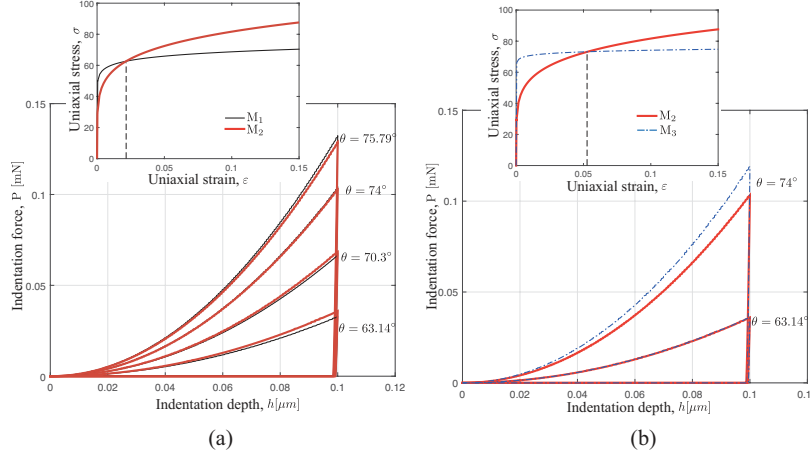 100
80
60
40
20
0
0 0.05 0.1 0.15
Uniaxial stress, σ
Uniaxial strain, ε
M1
M2
0.15
0.1
0.05
0
Indentation force, P [mN]
θ = 75.79°
θ = 74°
θ = 70.3°
θ = 63.14°
0 0.02 0.04 0.06 0.08 0.1 0.12
Indentation depth, h[μm]
(a)
100
80
60
40
20
0
0 0.05 0.1 0.15
Uniaxial stress, σ
Uniaxial strain, ε
M2
M3
0.15
0.1
0.05
0
Indentation force, P [mN]
θ = 74°
θ = 63.14°
0 0.02 0.04 0.06 0.08 0.1 0.1
Indentation depth, h[μm]
(b)